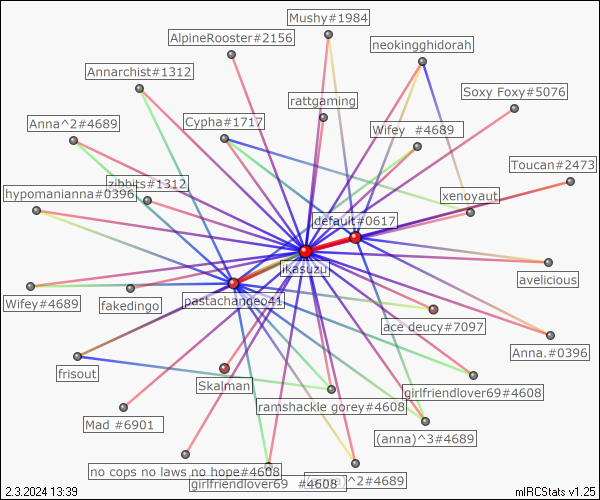 Mushy#1984
AlpineRooster#2156
neokingghidorah
Annarchist#1312
Soxy Foxy#5076
rattgaming
Anna^2#4689
Cypha#1717
Wifey  #4689
Toucan#2473
zibbits#1312
hypomanianna#0396
xenoyaut
default#0617
ikasuzu
avelicious
Wifey#4689
fakedingo
pastachangeo41
ace deucy#7097
Anna.#0396
frisout
Skalman
girlfriendlover69#4608
ramshackle gorey#4608
Mad #6901
(anna)^3#4689
no cops no laws no hope#4608
girlfriendlover69  #4608
)^2#4689
2.3.2024 13:39
mIRCStats v1.25